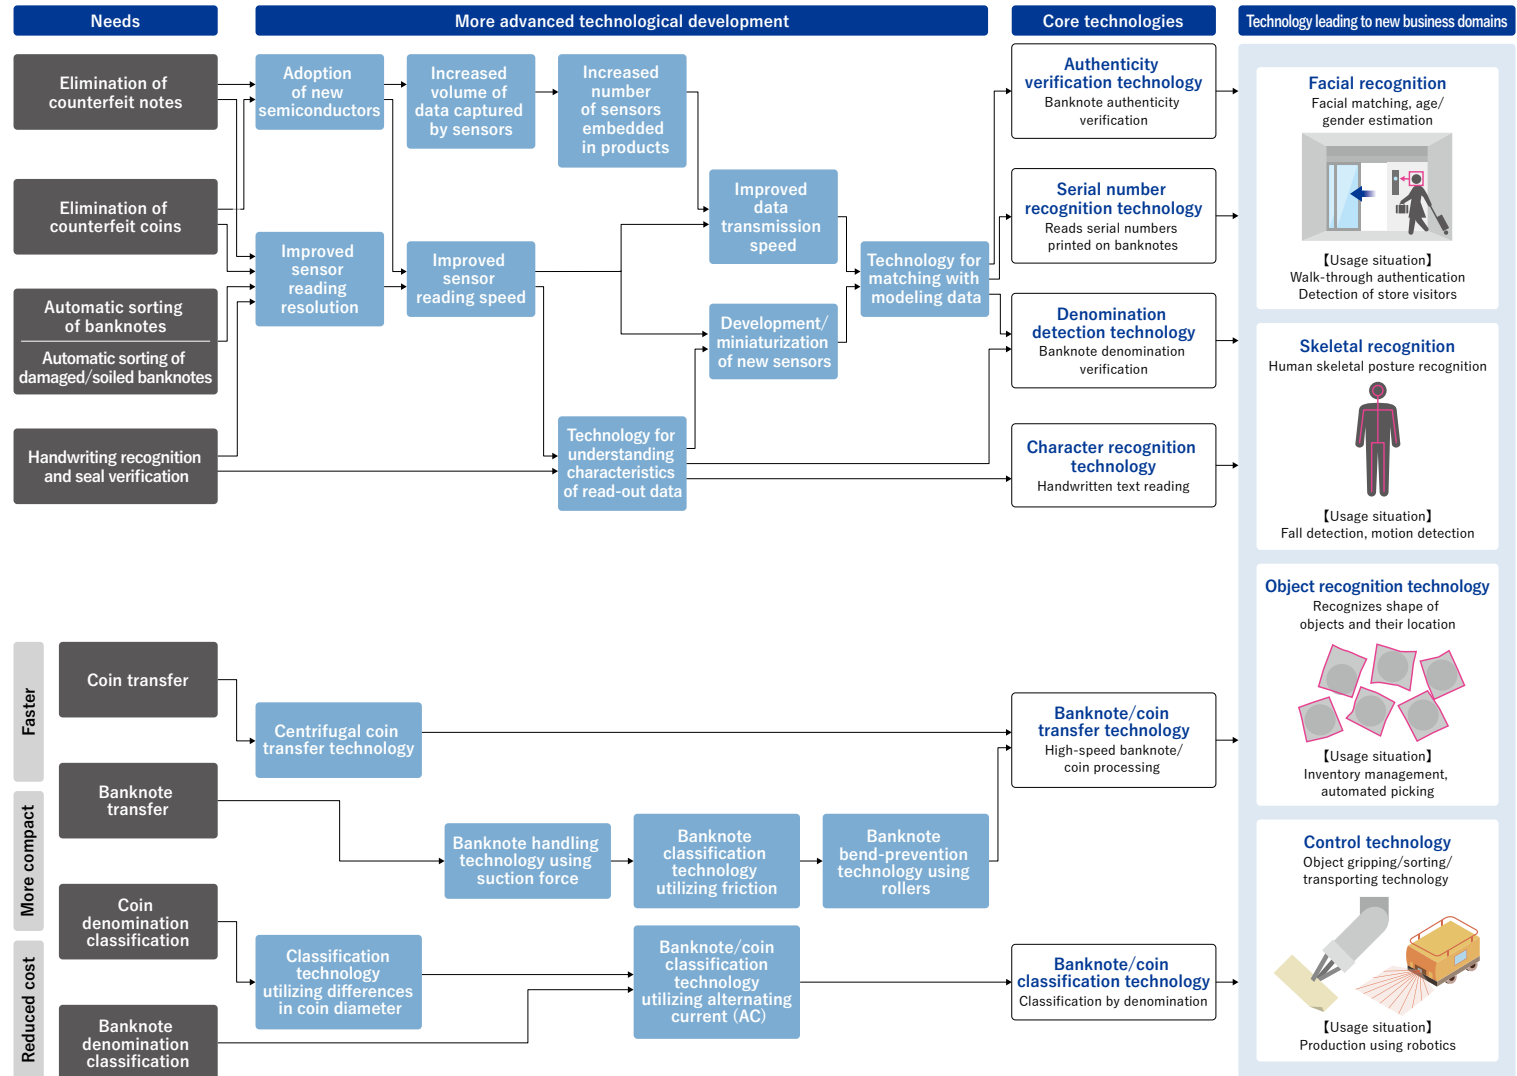 Needs
More advanced technological development
Core technologies
Technology leading to new business domains
Elimination of
counterfeit notes
Elimination of
counterfeit coins
Automatic sorting
of banknotes
Automatic sorting of
damaged/soiled banknotes
Handwriting recognition
and seal verification
Adoption
of new
semiconductors
Increased
volume of
data captured
by sensors
Increased
number
of sensors
embedded
in products
Improved
sensor
reading
resolution
Improved
sensor
reading speed
Improved
data
transmission
speed
Development/
miniaturization
of new sensors
Technology for
matching with
modeling data
Technology for
understanding
characteristics
of read-out data
Authenticity
verification technology
Banknote authenticity
verification
Serial number
recognition technology
Reads serial numbers
printed on banknotes
Denomination
detection technology
Banknote denomination
verification
Character recognition
technology
Handwritten text reading
Facial recognition
Facial matching, age/
gender estimation
【Usage situation】
Walk-through authentication
Detection of store visitors
Skeletal recognition
Human skeletal posture recognition
【Usage situation】
Fall detection, motion detection
Object recognition technology
Recognizes shape of
objects and their location
【Usage situation】
Inventory management,
automated picking
Control technology
Object gripping/sorting/
transporting technology
【Usage situation】
Production using robotics
Faster
More compact
Reduced cost
Coin transfer
Banknote
transfer
Coin
denomination
classification
Banknote
denomination
classification
Centrifugal coin
transfer technology
Banknote handling
technology using
suction force
Banknote
classification
technology
utilizing friction
Banknote
bend-prevention
technology using
rollers
Classification
technology
utilizing differences
in coin diameter
Banknote/coin
classification
technology
utilizing alternating
current (AC)
Banknote/coin
transfer technology
High-speed banknote/
coin processing
Banknote/coin
classification technology
Classification by denomination